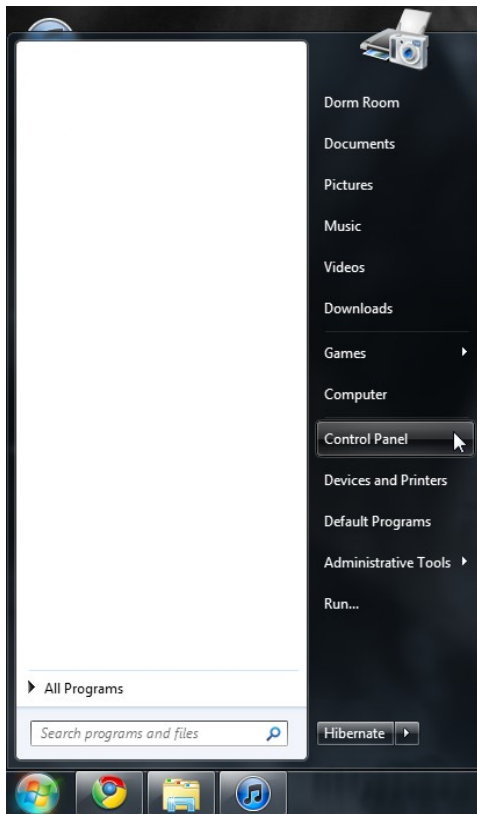 Dorm Room
Documents
Pictures
Music
Videos
Downloads
Games
Computer
Control Panel
Devices and Printers
Default Programs
Administrative Tools
Run...
All Programs
Search programs and files
Hibernate